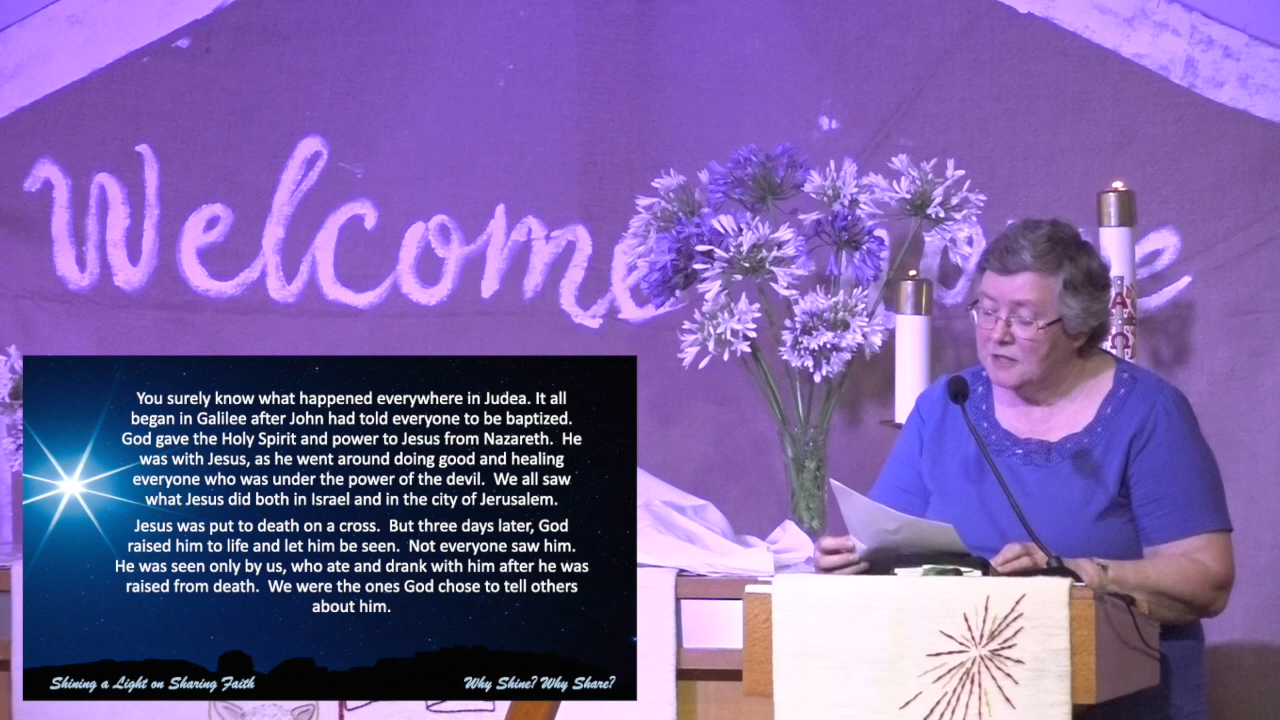 Welcome
You surely know what happened everywhere in Judea. It all
began in Galilee after John had told everyone to be baptized.
God gave the Holy Spirit and power to Jesus from Nazareth.  He
was with Jesus, as he went around doing good and healing
everyone who was under the power of the devil.  We all saw
what Jesus did both in Israel and in the city of Jerusalem.
Jesus was put to death on a cross.  But three days later, God
raised him to life and let him be seen.  Not everyone saw him.
He was seen only by us, who ate and drank with him after he was
raised from death.  We were the ones God chose to tell others
about him.
Shining a Light on Sharing Faith
Why Shine? Why Share?